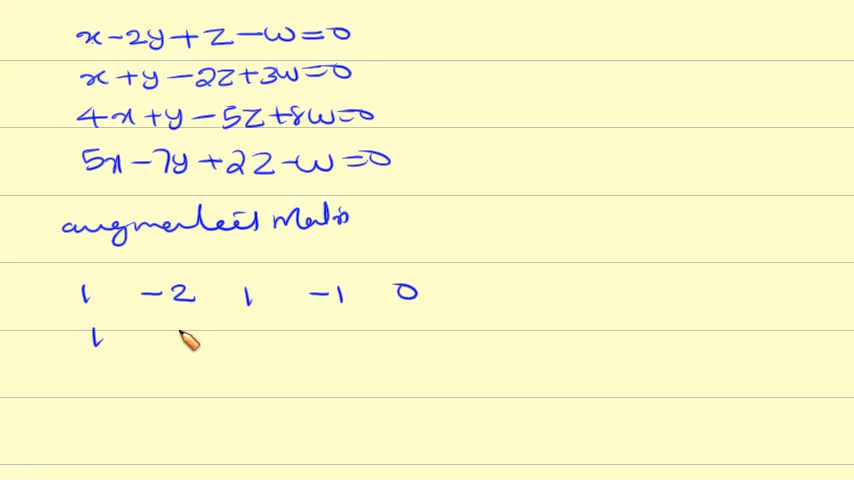 x-2y+z-w=0
x+y-2z+3w=0
4x+y-5z+8w=0
5x-7y+2z-w=0
augmented Matrix
1 -2 1 -1 0
1